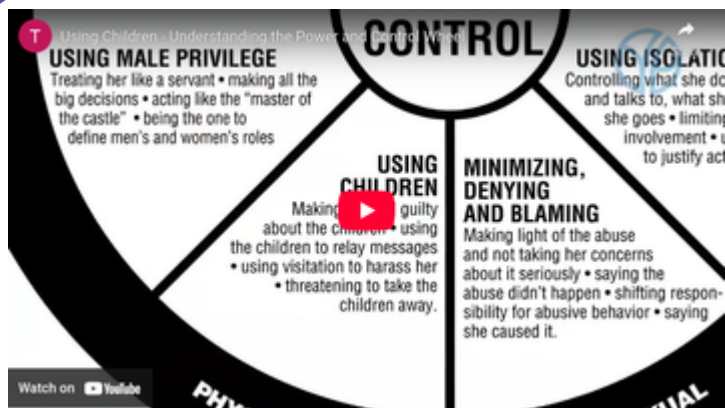 T
Using Children - Understanding the Power and Control Wheel
CONTROL
USING MALE PRIVILEGE
Treating her like a servant • making all the
big decisions • acting like the “master of
the castle” • being the one to
define men's and women's roles
USING ISOLATIO
Controlling what she do
and talks to, what sh
she goes • limiting
involvement • u
to justify act
USING
CHILDREN
Making guilty
about the children • using
the children to relay messages
• using visitation to harass her
• threatening to take the
children away.
MINIMIZING,
DENYING
AND BLAMING
Making light of the abuse
and not taking her concerns
about it seriously • saying the
abuse didn't happen • shifting respon-
sibility for abusive behavior • saying
she caused it.
Watch on YouTube
PHY
UAL